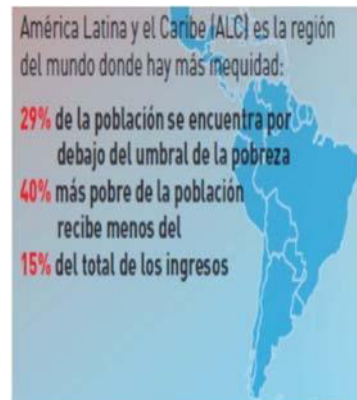 América Latina y el Caribe (ALC) es la región
del mundo donde hay más inequidad:
29% de la población se encuentra por
debajo del umbral de la pobreza
40% más pobre de la población
recibe menos del
15% del total de los ingresos